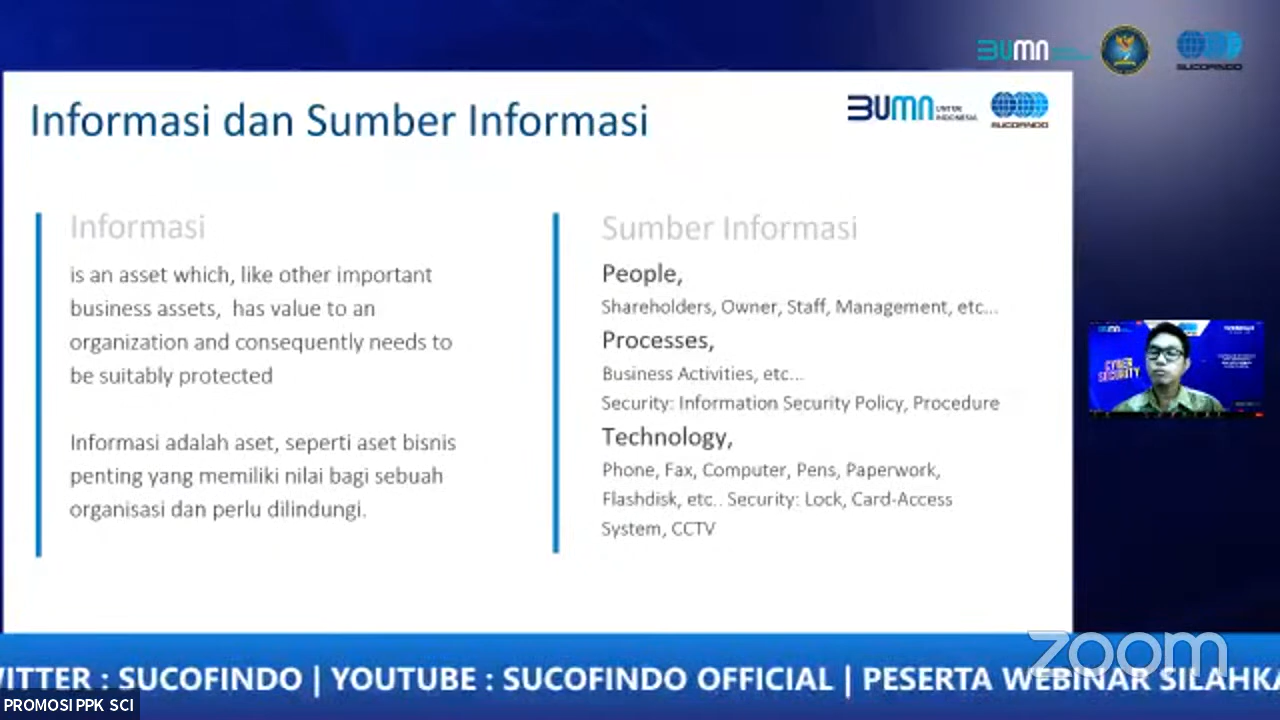 BUMN
SUCOFINDO
Informasi dan Sumber Informasi
BUMN UNTUK INDONESIA
SUCOFINDO
Informasi
is an asset which, like other important
business assets, has value to an
organization and consequently needs to
be suitably protected
Informasi adalah aset, seperti aset bisnis
penting yang memiliki nilai bagi sebuah
organisasi dan perlu dilindungi.
Sumber Informasi
People,
Shareholders, Owner, Staff, Management, etc...
Processes,
Business Activities, etc...
Security: Information Security Policy, Procedure
Technology,
Phone, Fax, Computer, Pens, Paperwork,
Flashdisk, etc.. Security: Lock, Card-Access
System, CCTV
CYBER
SECURITY
zoom
WITTER : SUCOFINDO | YOUTUBE : SUCOFINDO OFFICIAL | PESERTA WEBINAR SILAHKA
PROMOSI PPK SCI